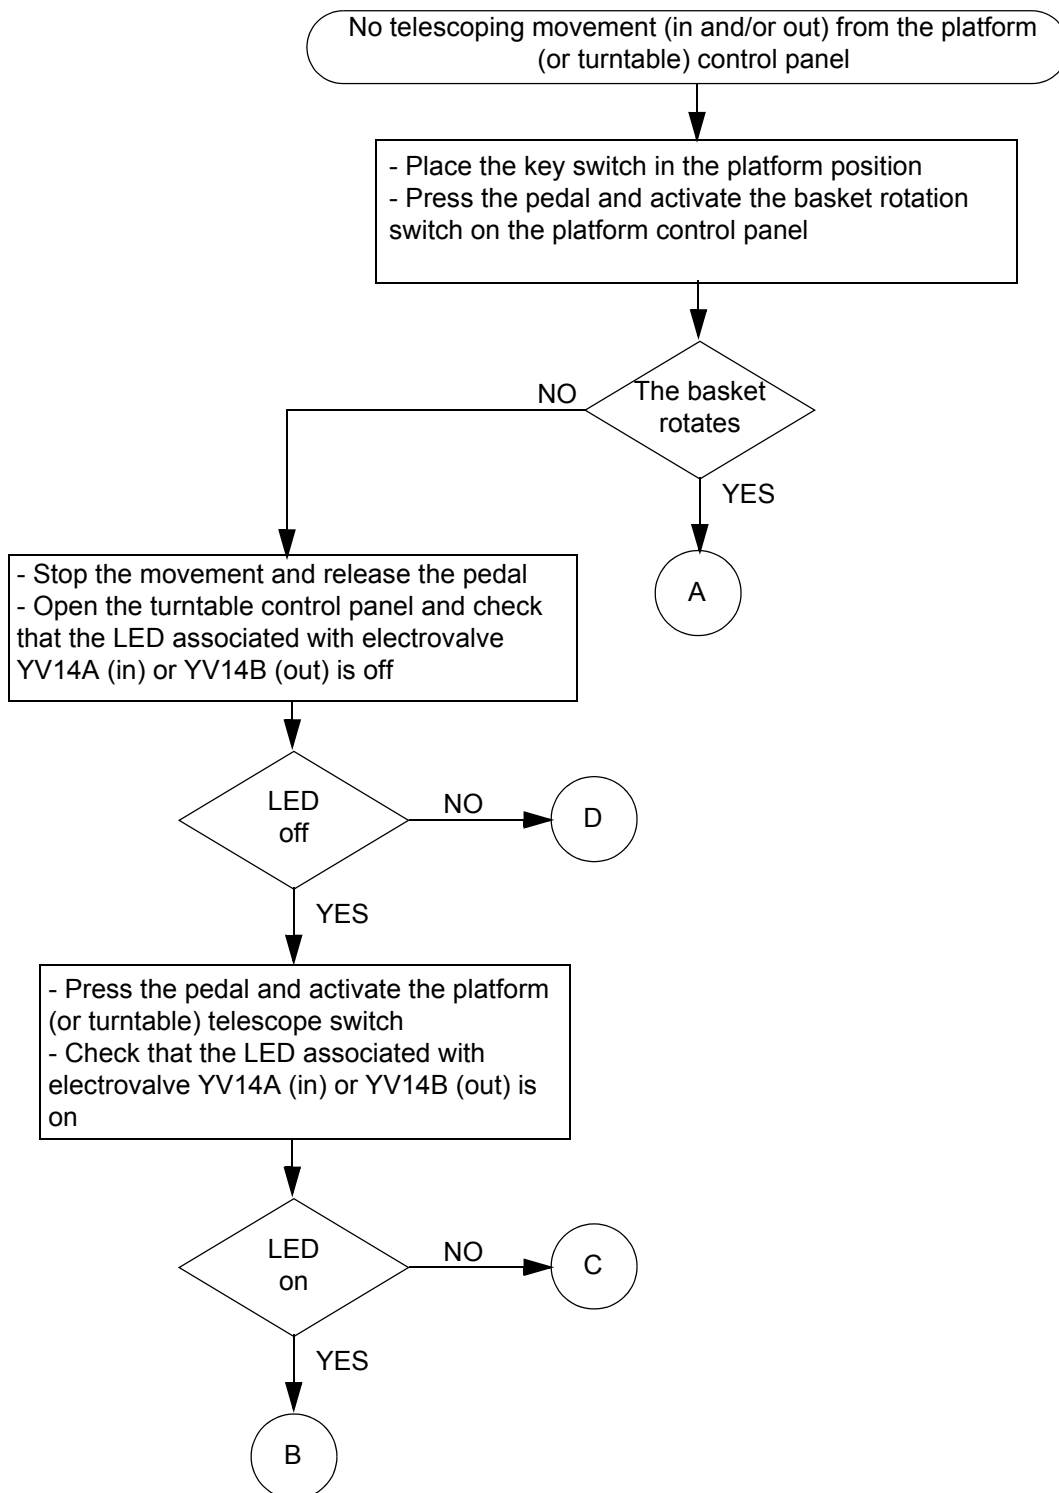 No telescoping movement (in and/or out) from the platform
(or turntable) control panel
- Place the key switch in the platform position
- Press the pedal and activate the basket rotation
switch on the platform control panel
The basket
rotates
NO
YES
A
- Stop the movement and release the pedal
- Open the turntable control panel and check
that the LED associated with electrovalve
YV14A (in) or YV14B (out) is off
LED
off
NO
D
YES
- Press the pedal and activate the platform
(or turntable) telescope switch
- Check that the LED associated with
electrovalve YV14A (in) or YV14B (out) is
on
LED
on
NO
C
YES
B